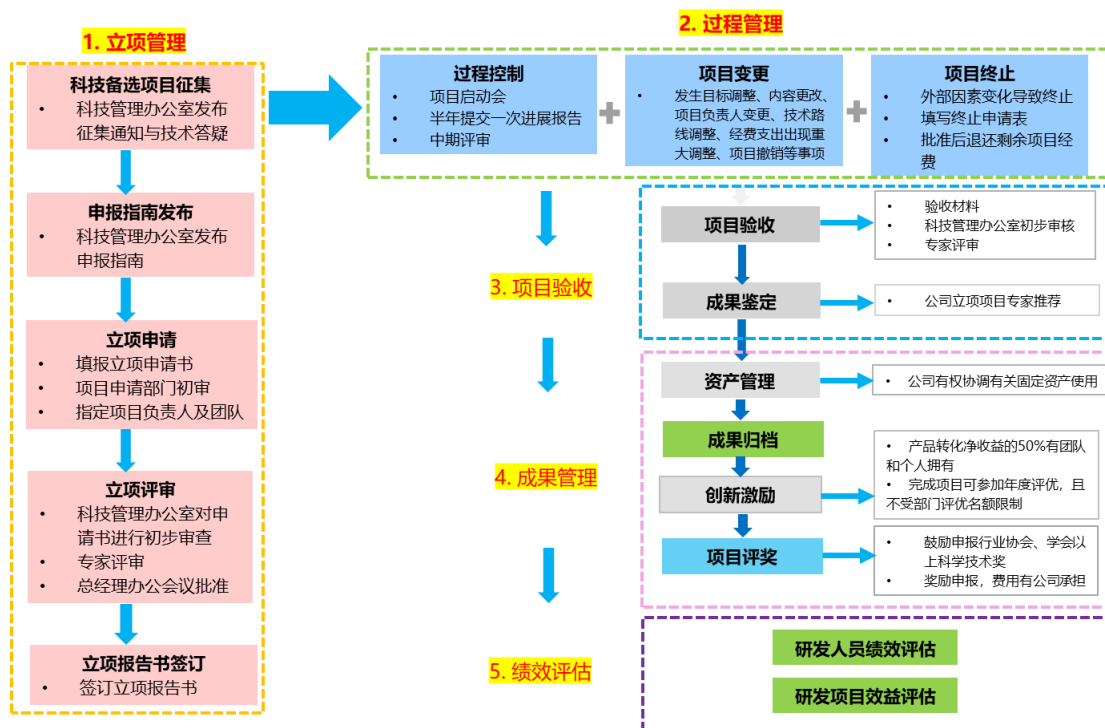 1. 立项管理
科技备选项目征集
• 科技管理办公室发布
征集通知与技术答疑
申报指南发布
• 科技管理办公室发布
申报指南
立项申请
• 填报立项申请书
• 项目申请部门初审
• 指定项目负责人及团队
立项评审
• 科技管理办公室对申
请书进行初步审查
• 专家评审
• 总经理办公会议批准
立项报告书签订
• 签订立项报告书
2. 过程管理
过程控制
• 项目启动会
• 半年提交一次进展报告
• 中期评审
项目变更
• 发生目标调整、内容更改、
项目负责人变更、技术路
线调整、经费支出出现重
大调整、项目撤销等事项
项目终止
• 外部因素变化导致终止
• 填写终止申请表
• 批准后退还剩余项目经
费
3. 项目验收
项目验收
• 验收材料
• 科技管理办公室初步审核
• 专家评审
成果鉴定
• 公司立项项目专家推荐
4. 成果管理
资产管理
• 公司有权协调有关固定资产使用
成果归档
创新激励
• 产品转化净收益的50%有团队
和个人拥有
• 完成项目可参加年度评优，且
不受部门评优名额限制
项目评奖
• 鼓励申报行业协会、学会以
上科学技术奖
• 奖励申报，费用有公司承担
5. 绩效评估
研发人员绩效评估
研发项目效益评估